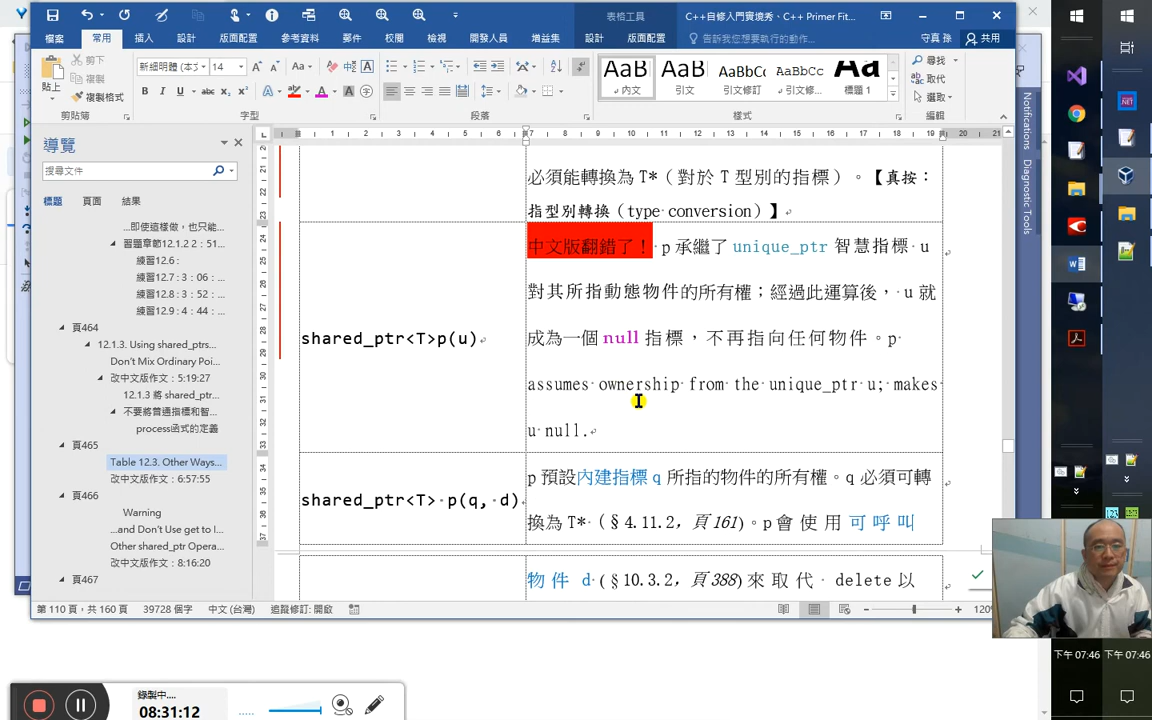 表格工具
C++自修入門實境秀、C++ Primer Fit...
檔案 常用 插入 設計 版面配置 參考資料 郵件 校閱 檢視 開發人員 增益集 設計 版面配置 告訴我您想要執行的動作... 守真 孫 共用
貼上
剪下
複製
複製格式
新細明體 (本文 14
剪貼簿 字型 段落 樣式 編輯
AaBb AaBb AaBbCc AaBbCc AaB
內文 引文 引文修訂 引文修... 標題 1
尋找
取代
選取
導覽
搜尋文件
標題 頁面 結果
...即使這樣做，也只能...
習題章節12.1.2 2：51...
練習12.6 :
練習12.7 : 3：06：...
練習12.8 : 3：52：...
練習12.9 : 4：44：...
頁464
12.1.3. Using shared_ptrs...
Don't Mix Ordinary Poi...
改中文版作文：5:19:27
12.1.3 將 shared_ptr...
不要將普通指標和智...
process函式的定義
頁465
Table 12.3. Other Ways...
改中文版作文：6:57:55
頁466
Warning
...and Don't Use get to I...
Other shared_ptr Opera...
改中文版作文：8:16:20
頁467
必須能轉換為 T*（對於 T 型別的指標）。【真按：
指型別轉換（type conversion）】
shared_ptr<T>p(u)
中文版翻錯了！ p 承繼了 unique_ptr 智慧指標 u
對其所指動態物件的所有權；經過此運算後， u 就
成為一個 null 指標，不再指向任何物件。p
assumes ownership from the unique_ptr u; makes
u null.
shared_ptr<T> p(q, d)
p 預設內建指標 q 所指的物件的所有權。q 必須可轉
換為 T*（§4.11.2，頁161）。p會使用可呼叫
物件 d（§10.3.2，頁388）來取代 delete 以
第 110 頁，共 160 頁 39728 個字 中文 (台灣) 追蹤修訂: 開啟
120%
Notifications
Diagnostic Tools
下午 07:46 下午 07:46
錄製中....
08:31:12